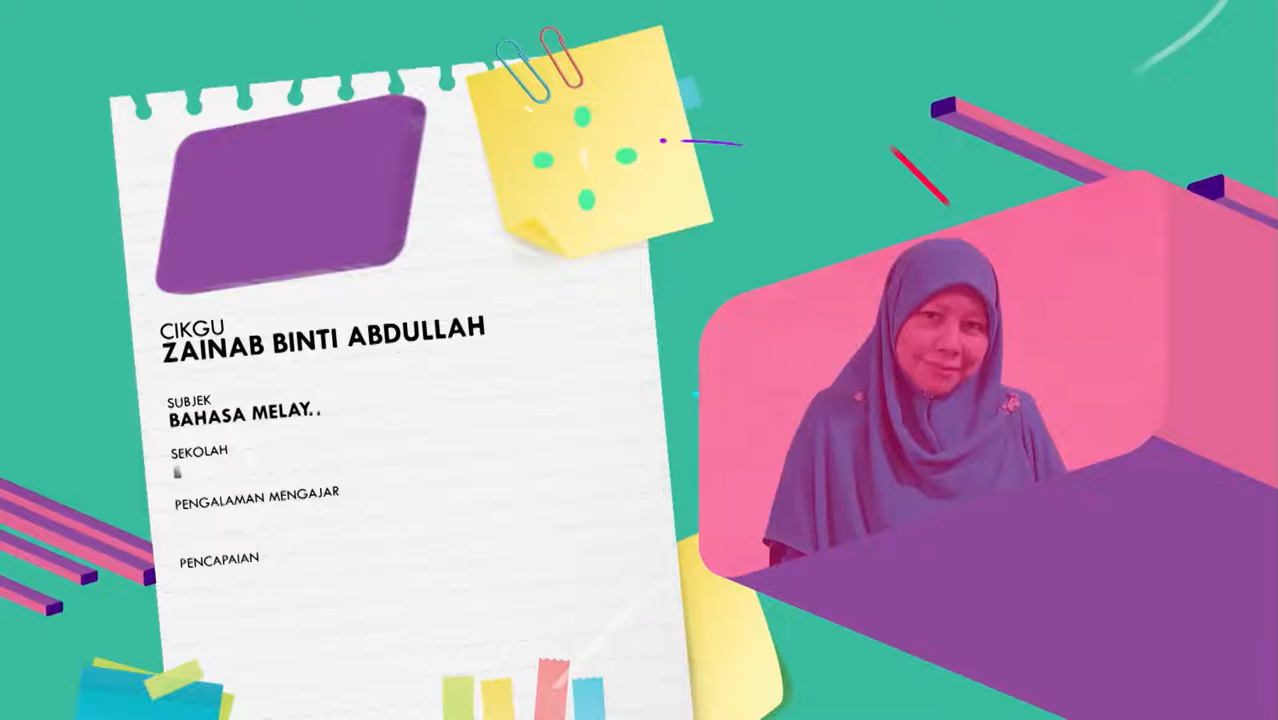 CIKGU
ZAINAB BINTI ABDULLAH
SUBJEK
BAHASA MELAY..
SEKOLAH
PENGALAMAN MENGAJAR
PENCAPAIAN